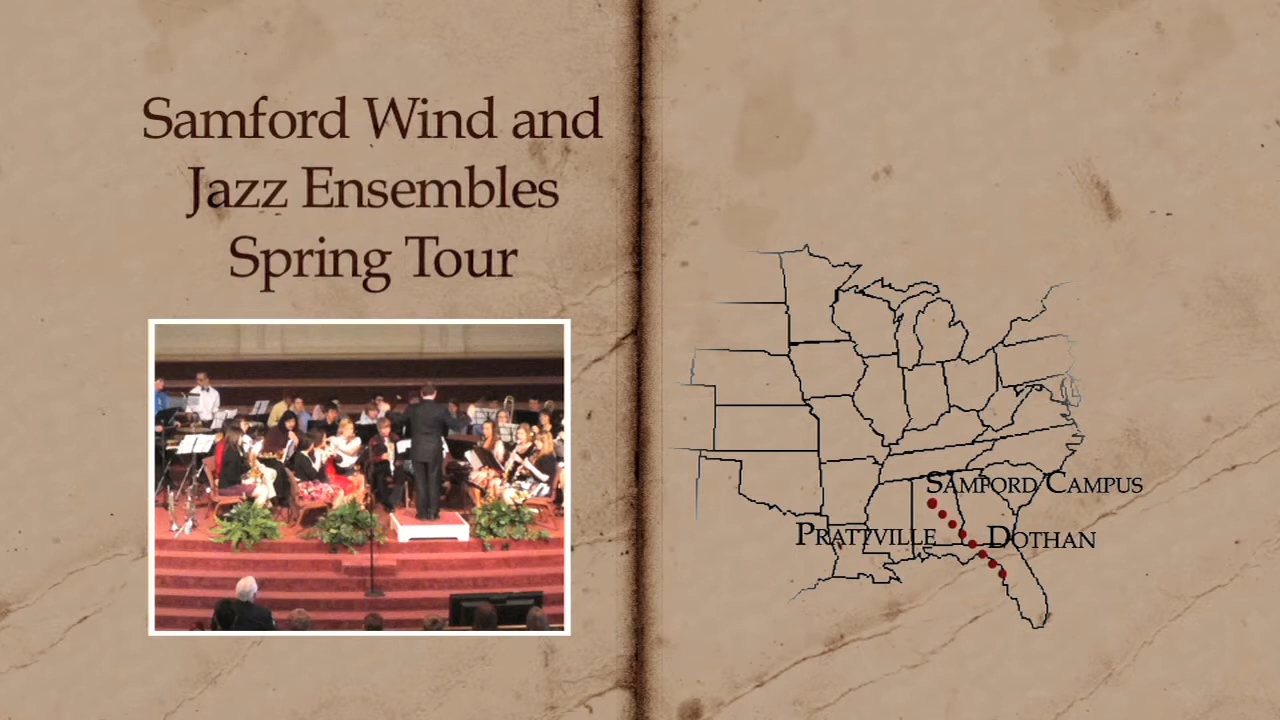 Samford Wind and
Jazz Ensembles
Spring Tour
Samford Campus
Prattville
Dothan